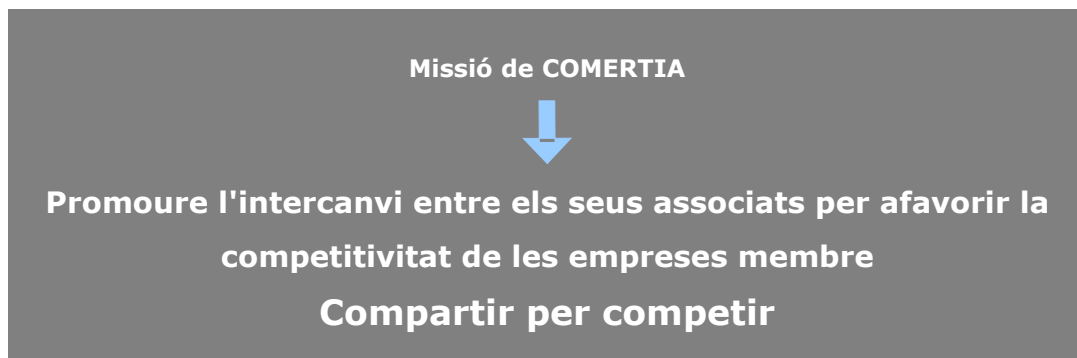 Missió de COMERTIA
Promoure l'intercanvi entre els seus associats per afavorir la
competitivitat de les empreses membre
Compartir per competir